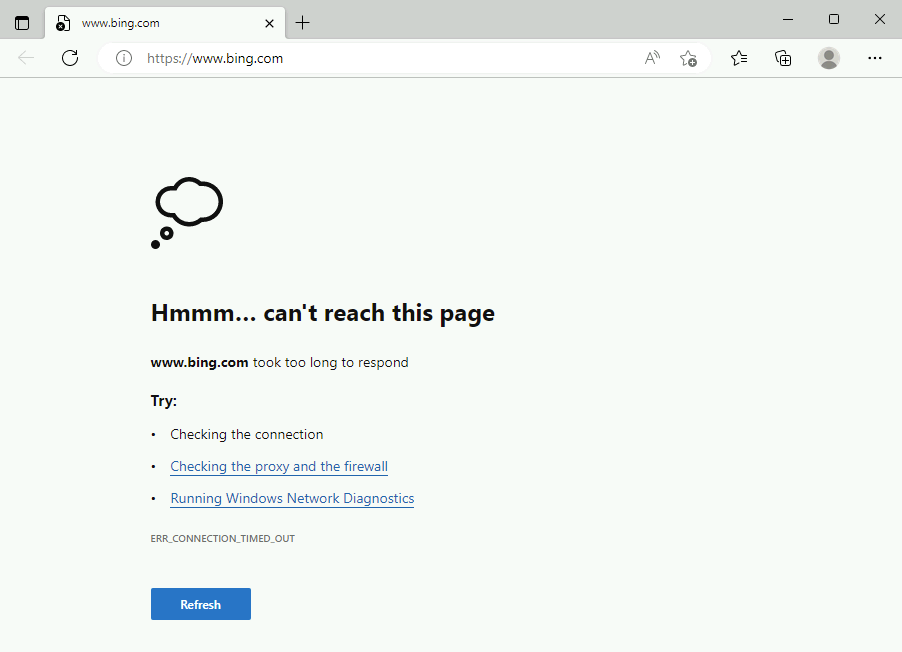 www.bing.com
https://www.bing.com
Hmmm... can't reach this page
www.bing.com took too long to respond
Try:
• Checking the connection
• Checking the proxy and the firewall
• Running Windows Network Diagnostics
ERR_CONNECTION_TIMED_OUT
Refresh